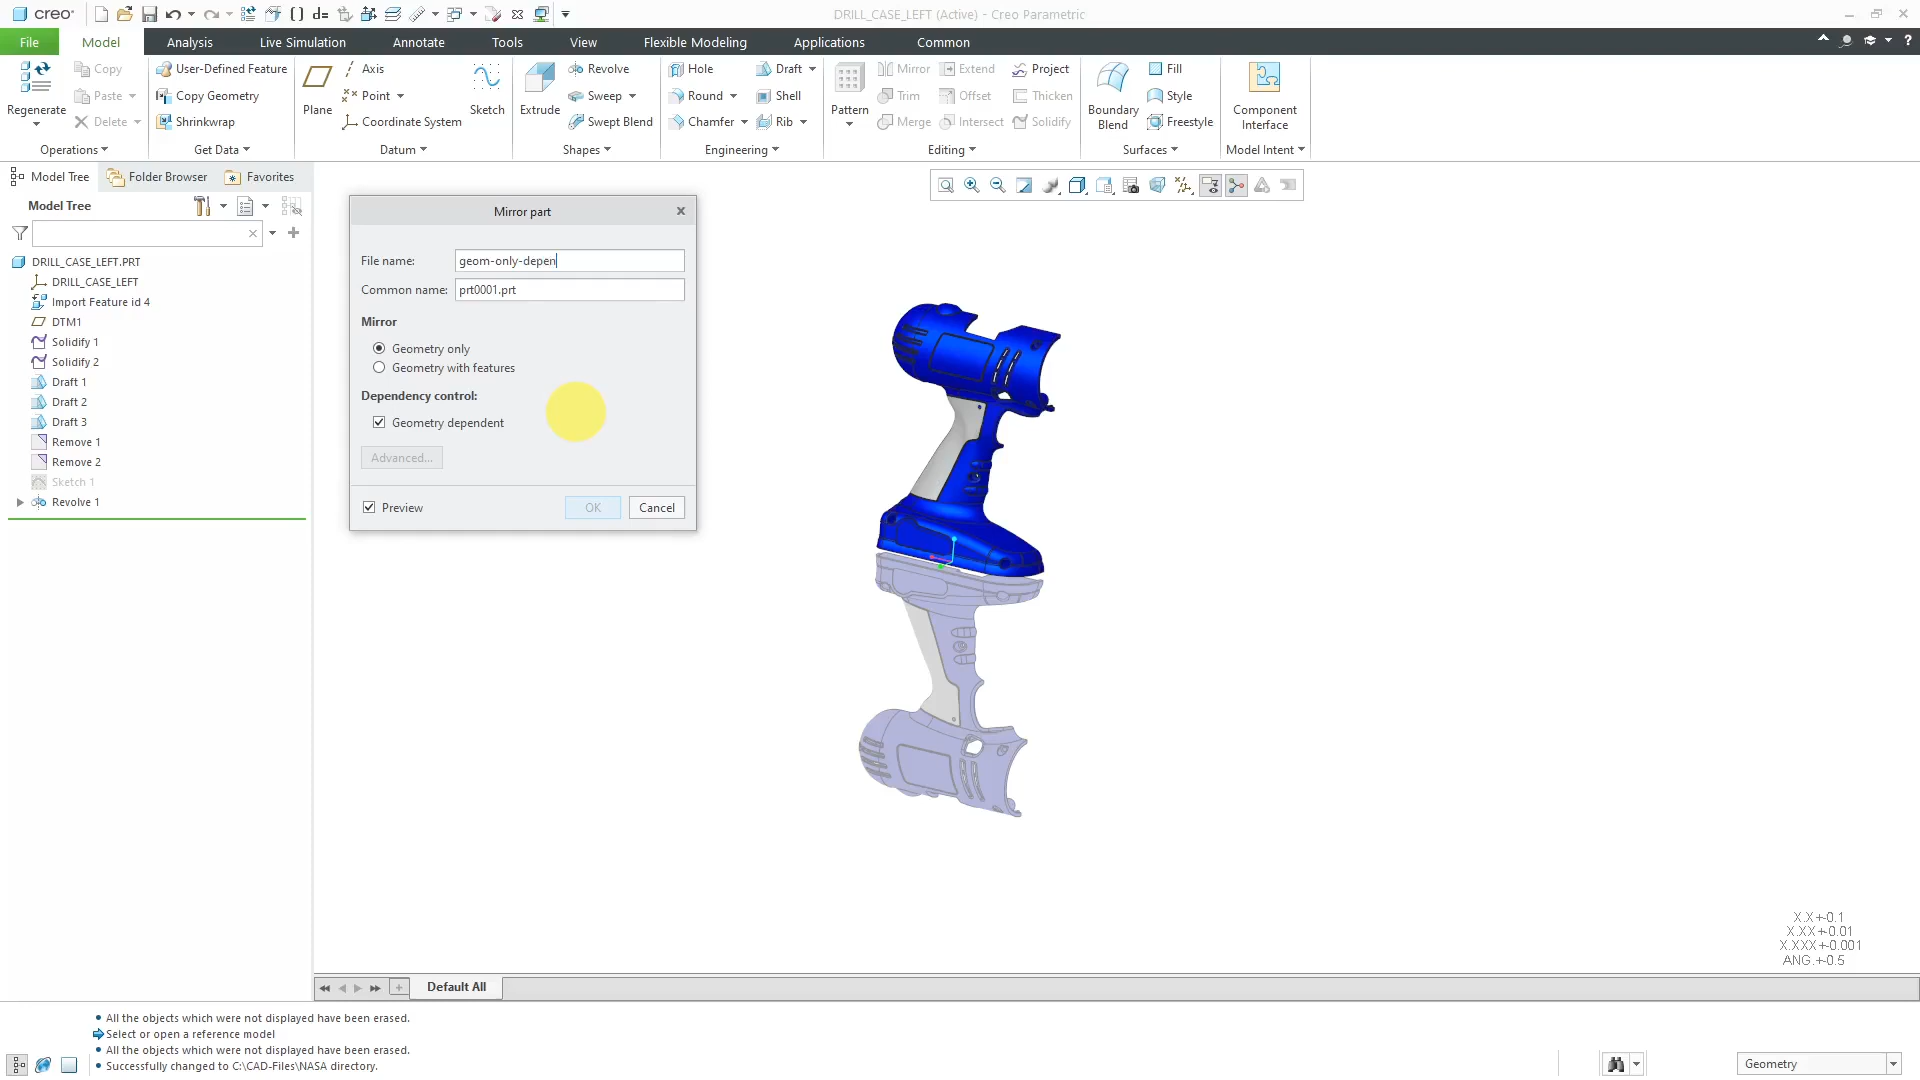 creo
DRILL_CASE_LEFT (Active) - Creo Parametric
File
Model
Analysis
Live Simulation
Annotate
Tools
View
Flexible Modeling
Applications
Common
Regenerate
Copy
Paste
Delete
Operations
User-Defined Feature
Copy Geometry
Shrinkwrap
Get Data
Plane
Axis
Point
Coordinate System
Sketch
Datum
Extrude
Revolve
Sweep
Swept Blend
Shapes
Hole
Round
Chamfer
Draft
Shell
Rib
Engineering
Pattern
Mirror
Trim
Merge
Extend
Offset
Intersect
Project
Thicken
Solidify
Editing
Boundary
Blend
Fill
Style
Freestyle
Surfaces
Component
Interface
Model Intent
Model Tree
Folder Browser
Favorites
Model Tree
DRILL_CASE_LEFT.PRT
DRILL_CASE_LEFT
Import Feature id 4
DTM1
Solidify 1
Solidify 2
Draft 1
Draft 2
Draft 3
Remove 1
Remove 2
Sketch 1
Revolve 1
Mirror part
File name:
geom-only-depen
Common name:
prt0001.prt
Mirror
Geometry only
Geometry with features
Dependency control:
Geometry dependent
Advanced...
Preview
OK
Cancel
X.X+-0.1
X.XX+-0.01
X.XXX+-0.001
ANG.+-0.5
Default All
All the objects which were not displayed have been erased.
Select or open a reference model
All the objects which were not displayed have been erased.
Successfully changed to C:\CAD-Files\NASA directory.
Geometry